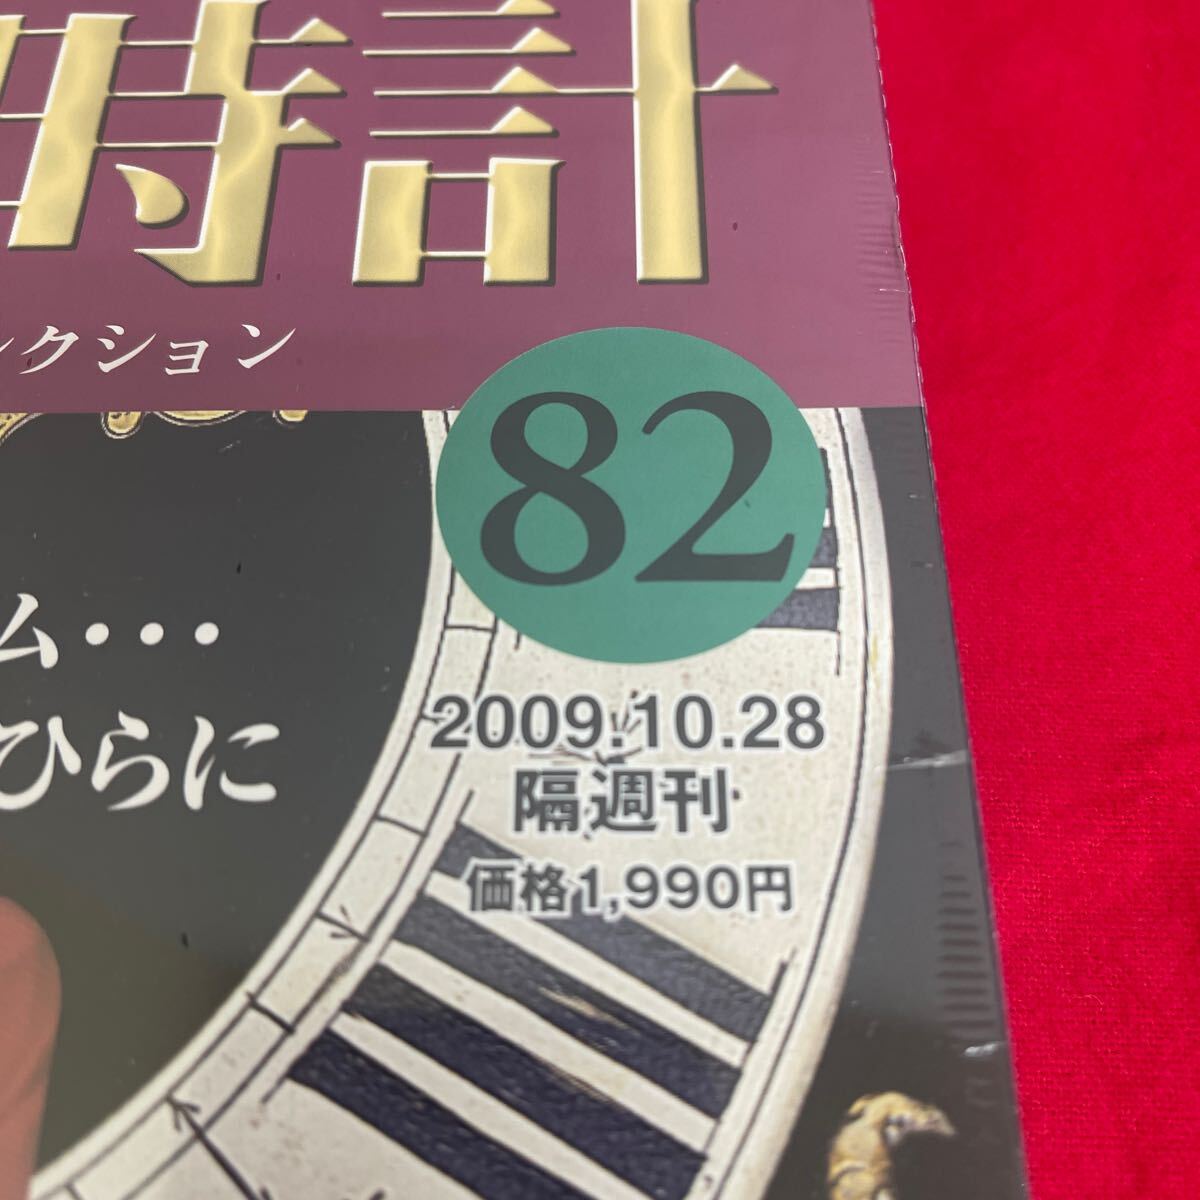 時計
クション
82
ム・・・
ひらに
2009.10.28
隔週刊
価格1,990円